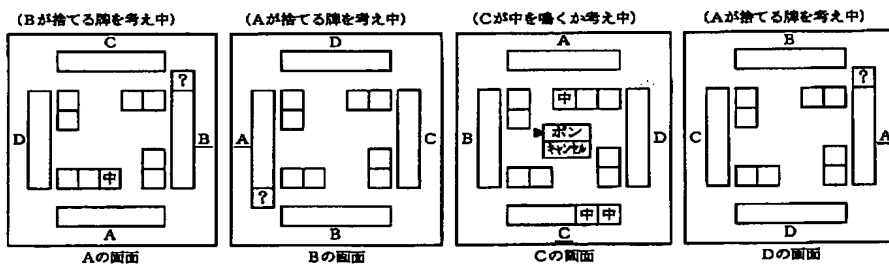 (Bが捨てる牌を考え中)
C
?
D
B
中
A
Aの画面
(Aが捨てる牌を考え中)
D
A
C
?
B
Bの画面
(Cが中を鳴くか考え中)
A
中
B
ポン
キャンセル
D
中 中
C
Cの画面
(Aが捨てる牌を考え中)
B
?
C
A
D
Dの画面